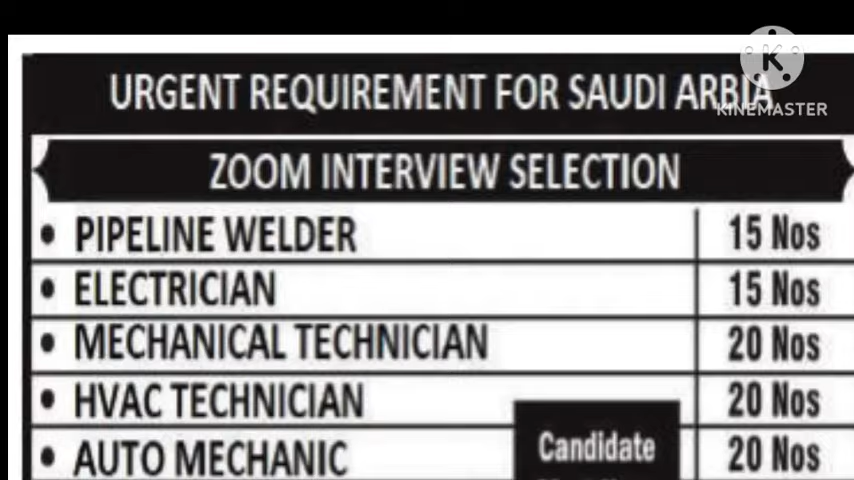 URGENT REQUIREMENT FOR SAUDI ARBIA
KINEMASTER
ZOOM INTERVIEW SELECTION
• PIPELINE WELDER 15 Nos
• ELECTRICIAN 15 Nos
• MECHANICAL TECHNICIAN 20 Nos
• HVAC TECHNICIAN 20 Nos
• AUTO MECHANIC 20 Nos
Candidate